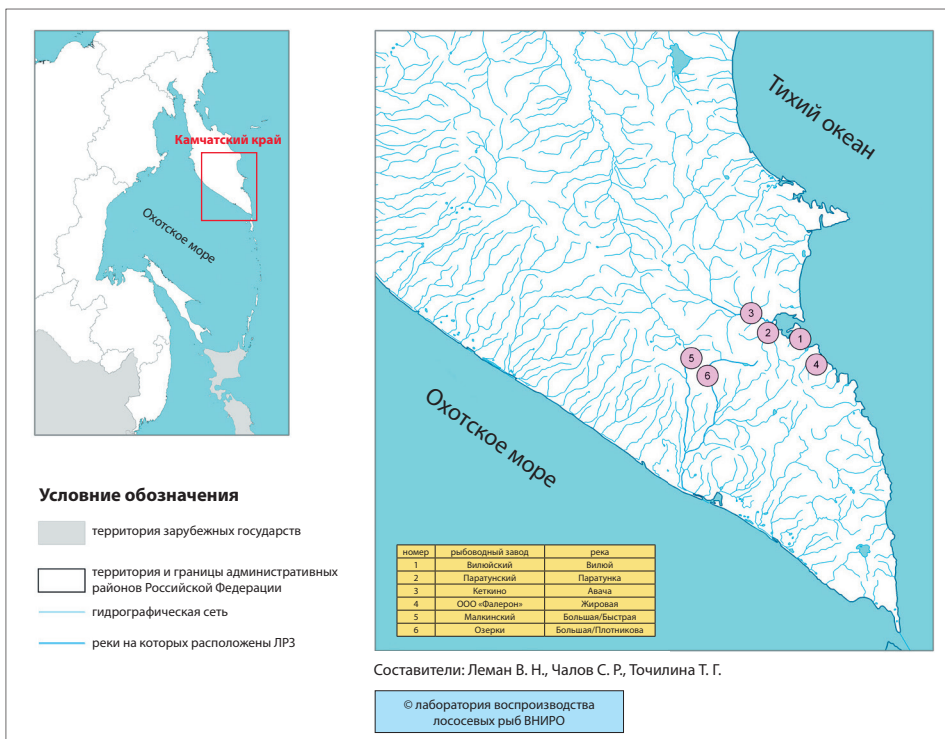 Камчатский край
Охотское море
Тихий океан
Охотское море
3
2
1
4
5
6
номер рыбоводный завод река
1 Вилюйский Вилюй
2 Паратунский Паратунка
3 Кеткино Авача
4 ООО «Фалерон» Жировая
5 Малкинский Большая/Быстрая
6 Озерки Большая/Плотникова
Условние обозначения
территория зарубежных государств
территория и границы административных
районов Российской Федерации
гидрографическая сеть
реки на которых расположены ЛРЗ
Составители: Леман В. Н., Чалов С. Р., Точилина Т. Г.
© лаборатория воспроизводства
лососевых рыб ВНИРО